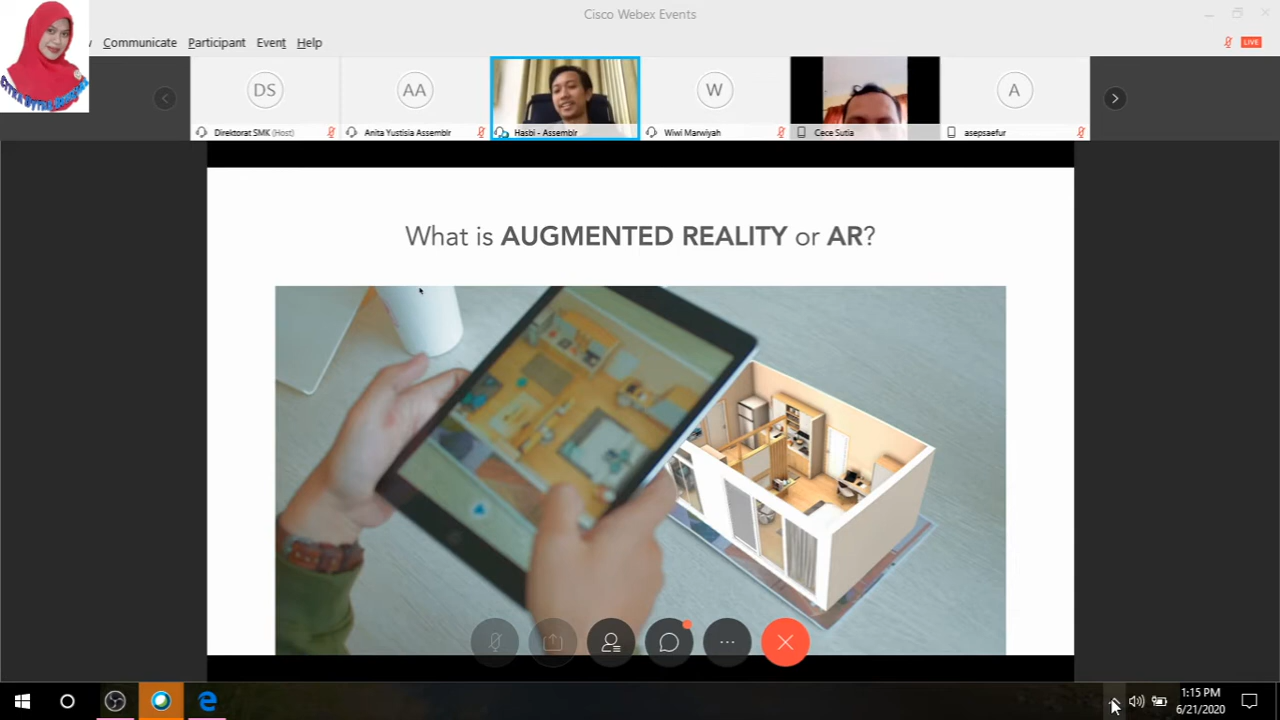 Cisco Webex Events
Communicate Participant Event Help
LIVE
DS
AA
W
A
Direktorat SMK (Host)
Anita Yustisia Assemblr
Hasbi - Assemblr
Wiwi Marwiyah
Cece Sutia
asepsaefur
What is AUGMENTED REALITY or AR?
1:15 PM
6/21/2020